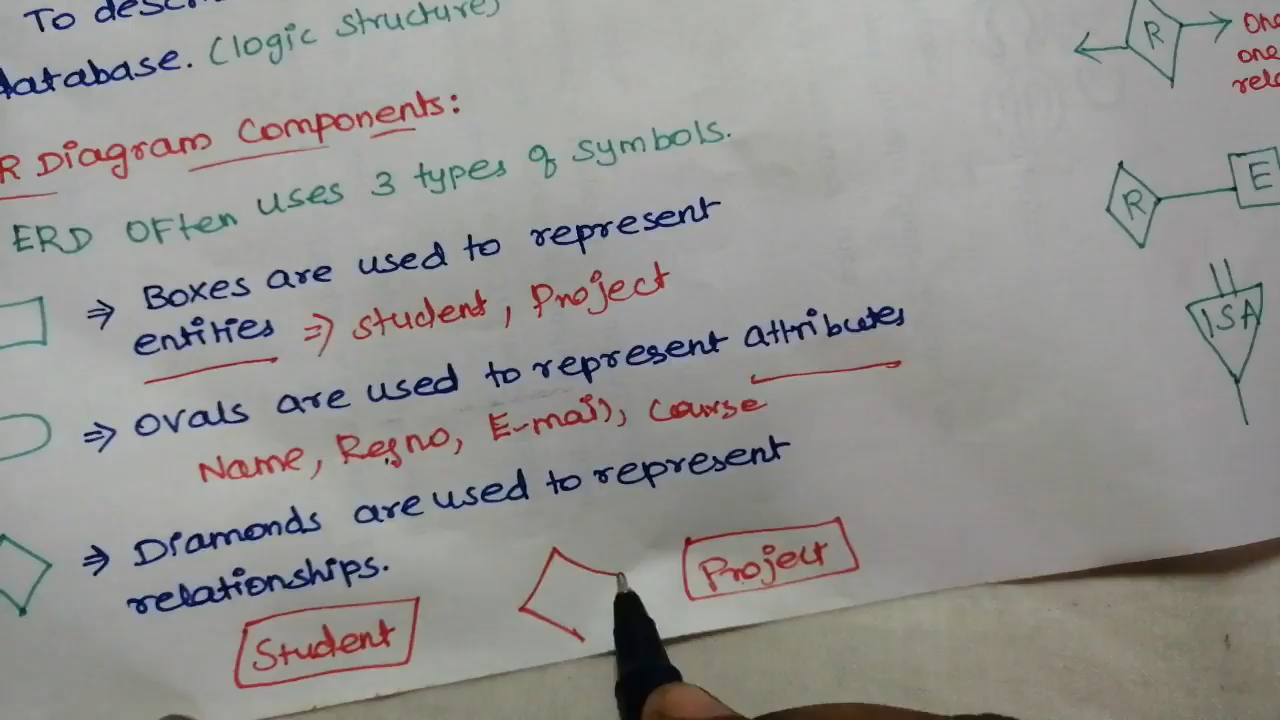 To desc
database. (logic structure)
R Diagram Components:
ERD OFten uses 3 types of symbols.
⇒ Boxes are used to represent
entities ⇒ student, Project
⇒ Ovals are used to represent attributes
Name, Regno, E-mail, Course
⇒ Diamonds are used to represent
relationships.
Student
Project
R
one
one
rela
R
E
ISA